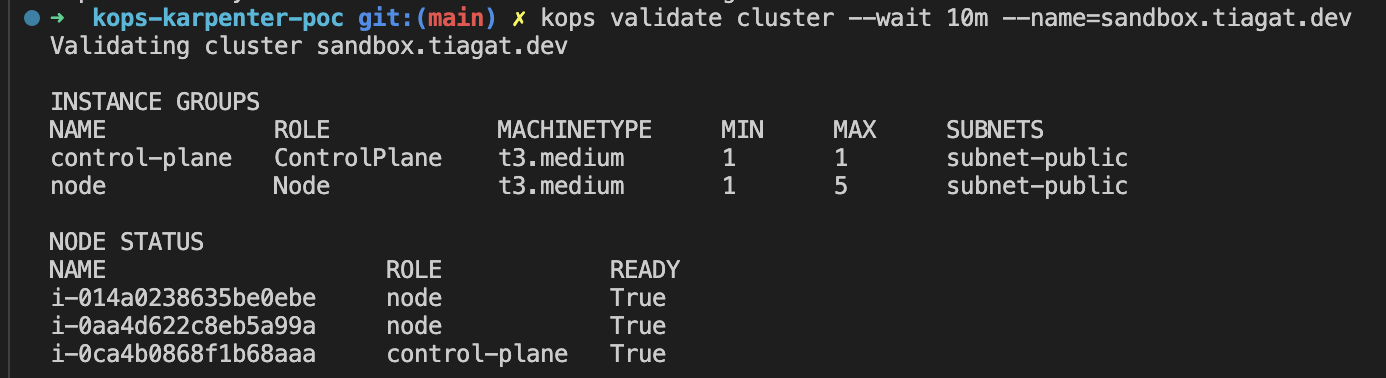 ➜ kops-karpenter-poc git:(main) ✗ kops validate cluster --wait 10m --name=sandbox.tiagat.dev
Validating cluster sandbox.tiagat.dev
INSTANCE GROUPS
NAME ROLE MACHINETYPE MIN MAX SUBNETS
control-plane ControlPlane t3.medium 1 1 subnet-public
node Node t3.medium 1 5 subnet-public
NODE STATUS
NAME ROLE READY
i-014a0238635be0ebe node True
i-0aa4d622c8eb5a99a node True
i-0ca4b0868f1b68aaa control-plane True